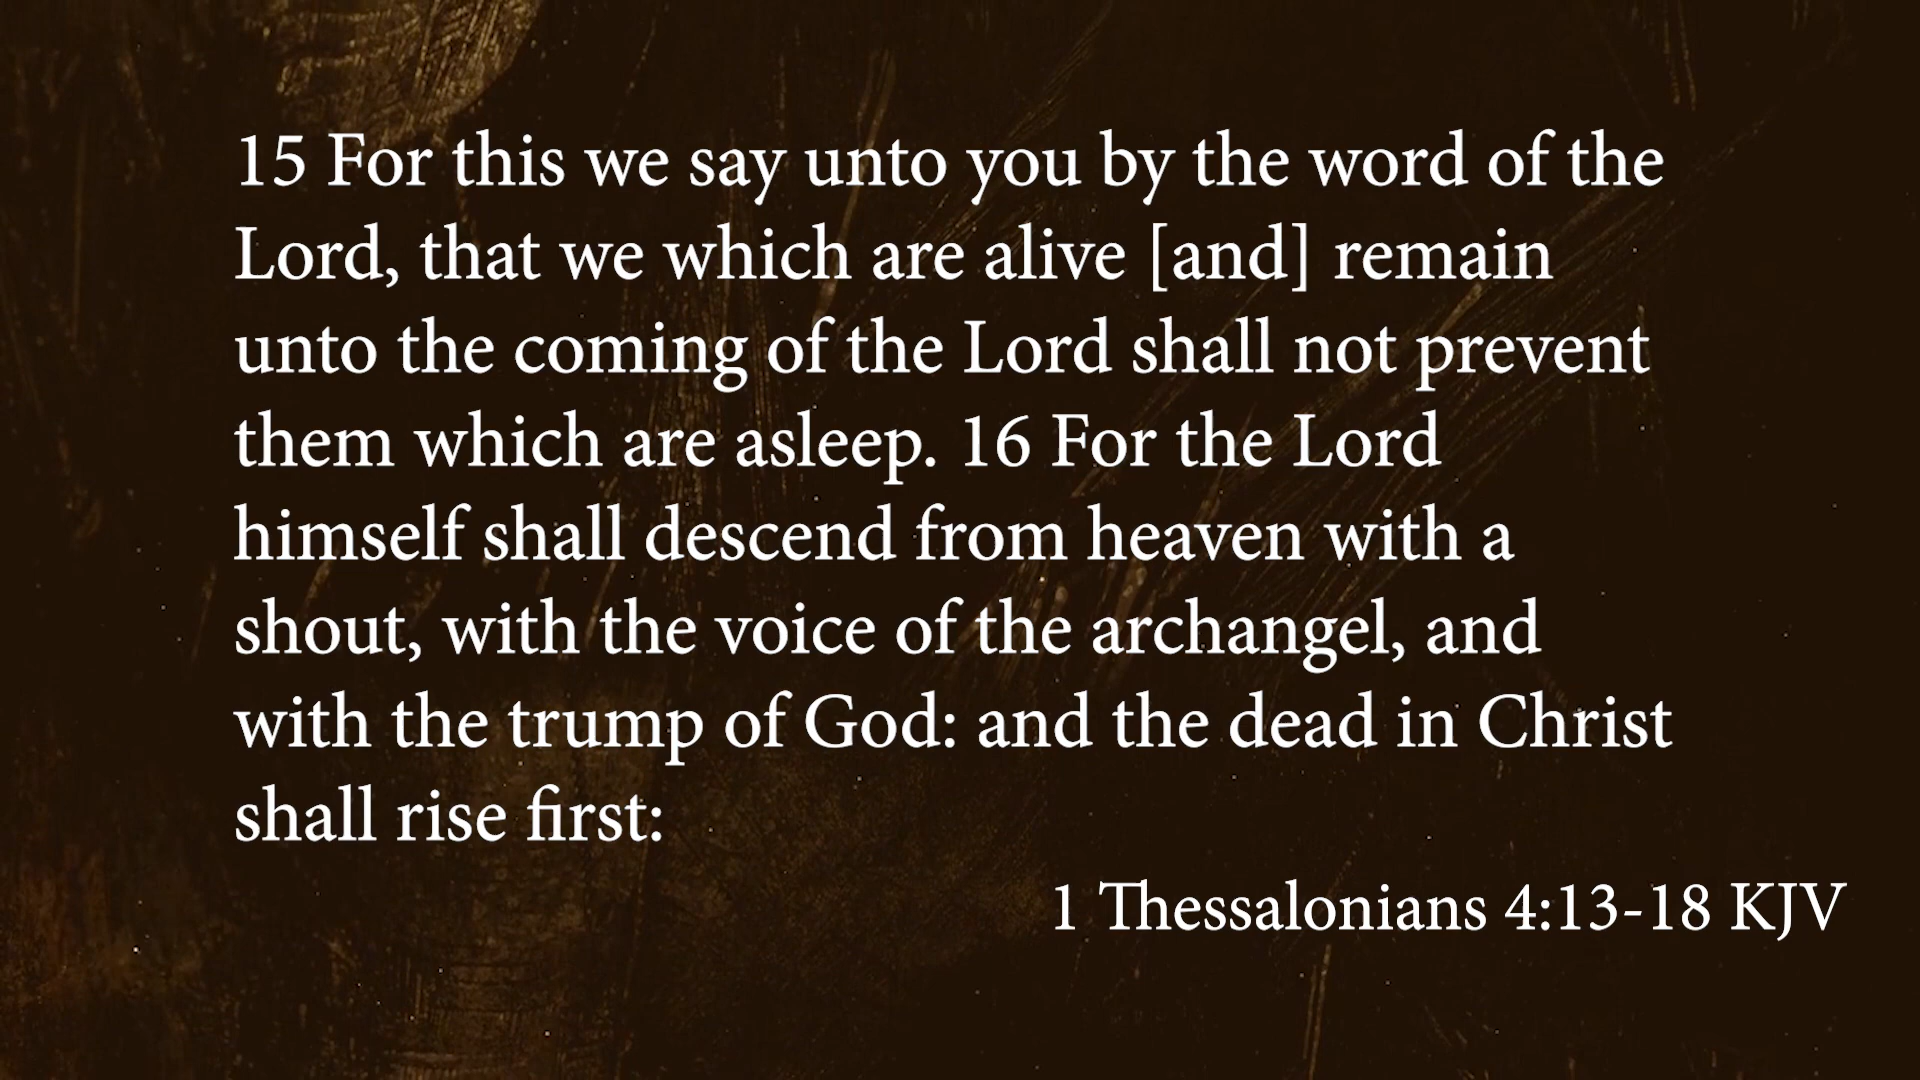 15 For this we say unto you by the word of the
Lord, that we which are alive [and] remain
unto the coming of the Lord shall not prevent
them which are asleep. 16 For the Lord
himself shall descend from heaven with a
shout, with the voice of the archangel, and
with the trump of God: and the dead in Christ
shall rise first:
1 Thessalonians 4:13-18 KJV